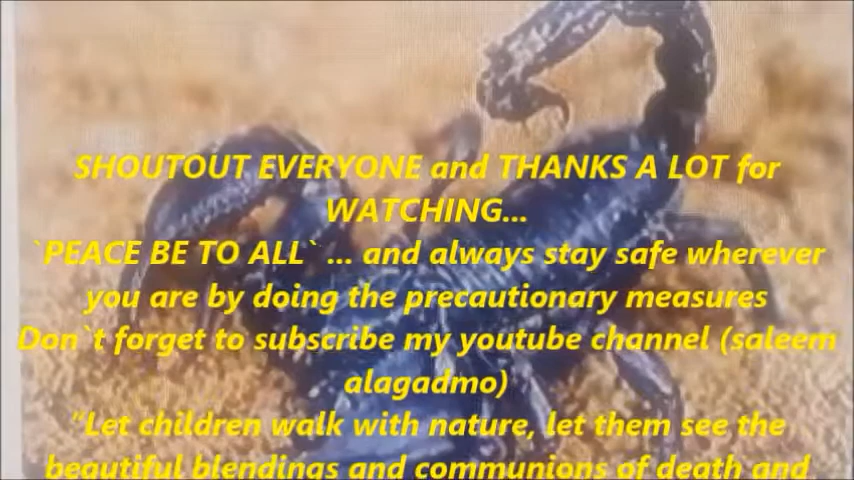 SHOUTOUT EVERYONE and THANKS A LOT for
WATCHING...
`PEACE BE TO ALL` ... and always stay safe wherever
you are by doing the precautionary measures
Don`t forget to subscribe my youtube channel (saleem
alagadmo)
“Let children walk with nature, let them see the
beautiful blendings and communions of death and